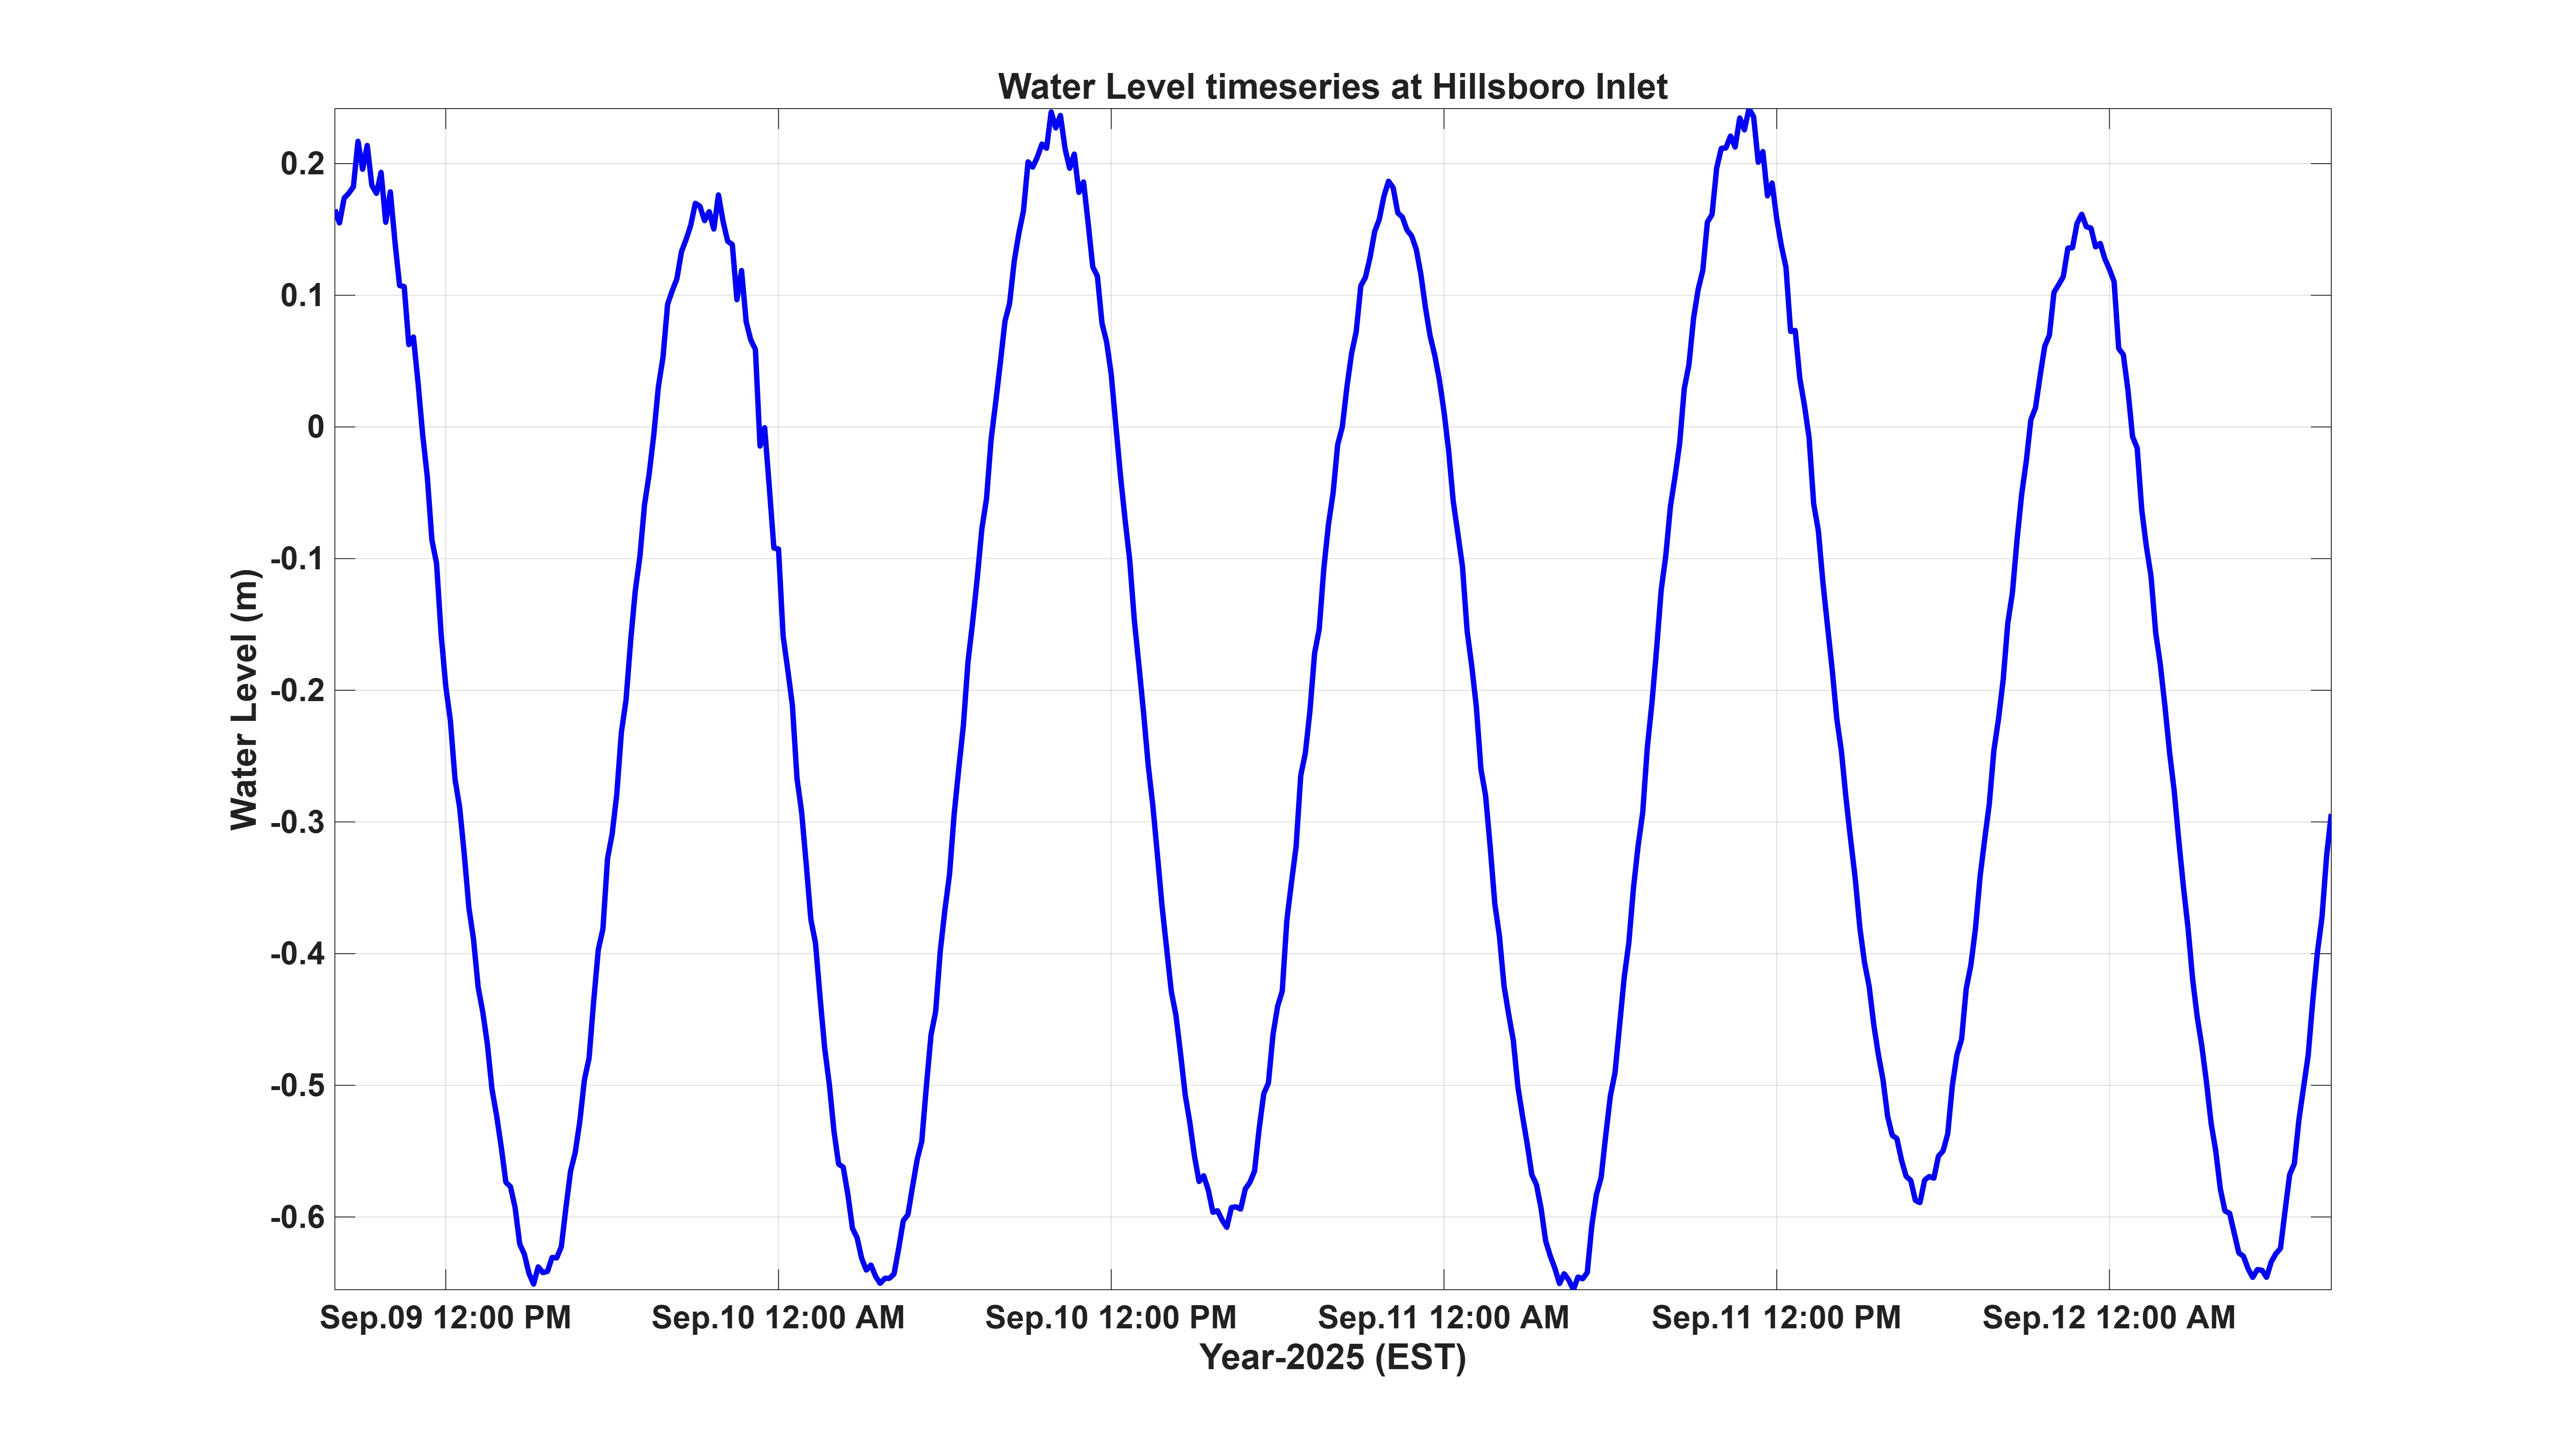 Water Level timeseries at Hillsboro Inlet
Water Level (m)
0.2
0.1
0
-0.1
-0.2
-0.3
-0.4
-0.5
-0.6
Sep.09 12:00 PM
Sep.10 12:00 AM
Sep.10 12:00 PM
Sep.11 12:00 AM
Sep.11 12:00 PM
Sep.12 12:00 AM
Year-2025 (EST)